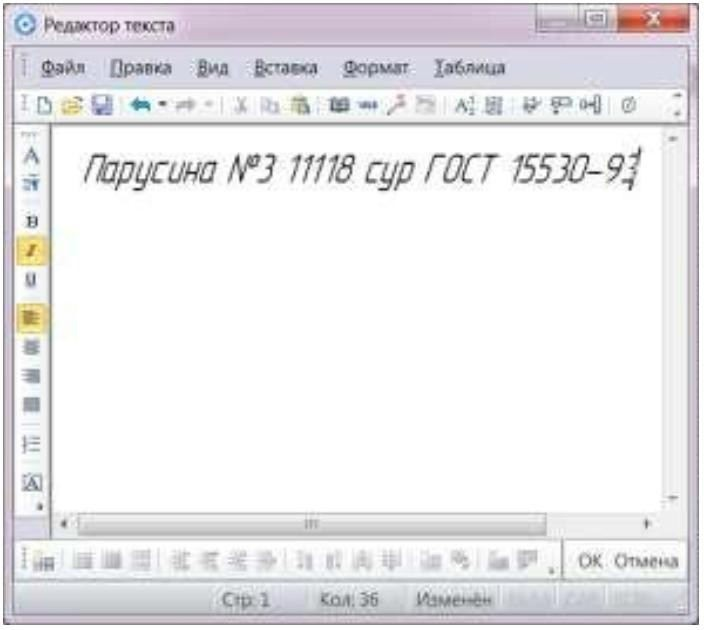 Редактор текста
Файл Правка Вид Вставка Формат Таблица
Парусина №3 11118 сур ГОСТ 15530-93
OK Отмена
Стр: 1 Кол: 36 Изменён